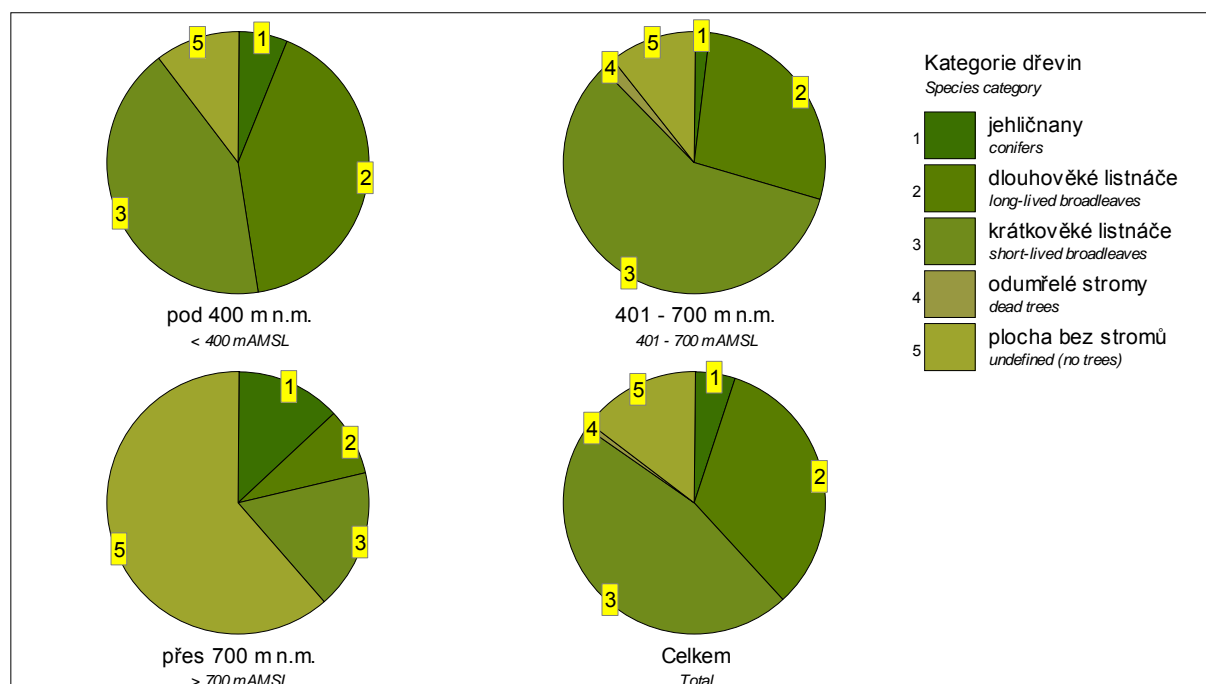 5
1
2
3
pod 400 m n.m.
< 400 mAMSL
5
1
4
2
3
401 - 700 m n.m.
401 - 700 mAMSL
1
2
3
5
přes 700 m n.m.
> 700 mAMSL
5
1
4
2
3
Celkem
Total
Kategorie dřevin
Species category
1 jehličnany
conifers
2 dlouhověké listnáče
long-lived broadleaves
3 krátkověké listnáče
short-lived broadleaves
4 odumřelé stromy
dead trees
5 plocha bez stromů
undefined (no trees)